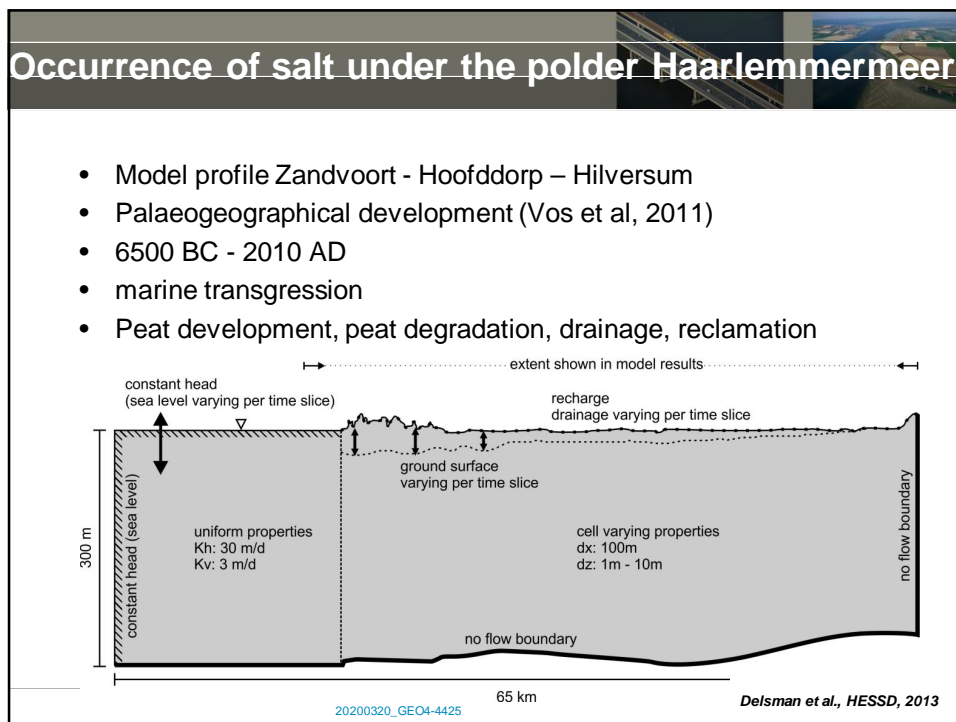 Occurrence of salt under the polder Haarlemmermeer
• Model profile Zandvoort - Hoofddorp – Hilversum
• Palaeogeographical development (Vos et al, 2011)
• 6500 BC - 2010 AD
• marine transgression
• Peat development, peat degradation, drainage, reclamation
extent shown in model results
constant head
(sea level varying per time slice)
recharge
drainage varying per time slice
ground surface
varying per time slice
300 m
constant head (sea level)
uniform properties
Kh: 30 m/d
Kv: 3 m/d
cell varying properties
dx: 100m
dz: 1m - 10m
no flow boundary
no flow boundary
65 km
20200320_GEO4-4425
Delsman et al., HESSD, 2013